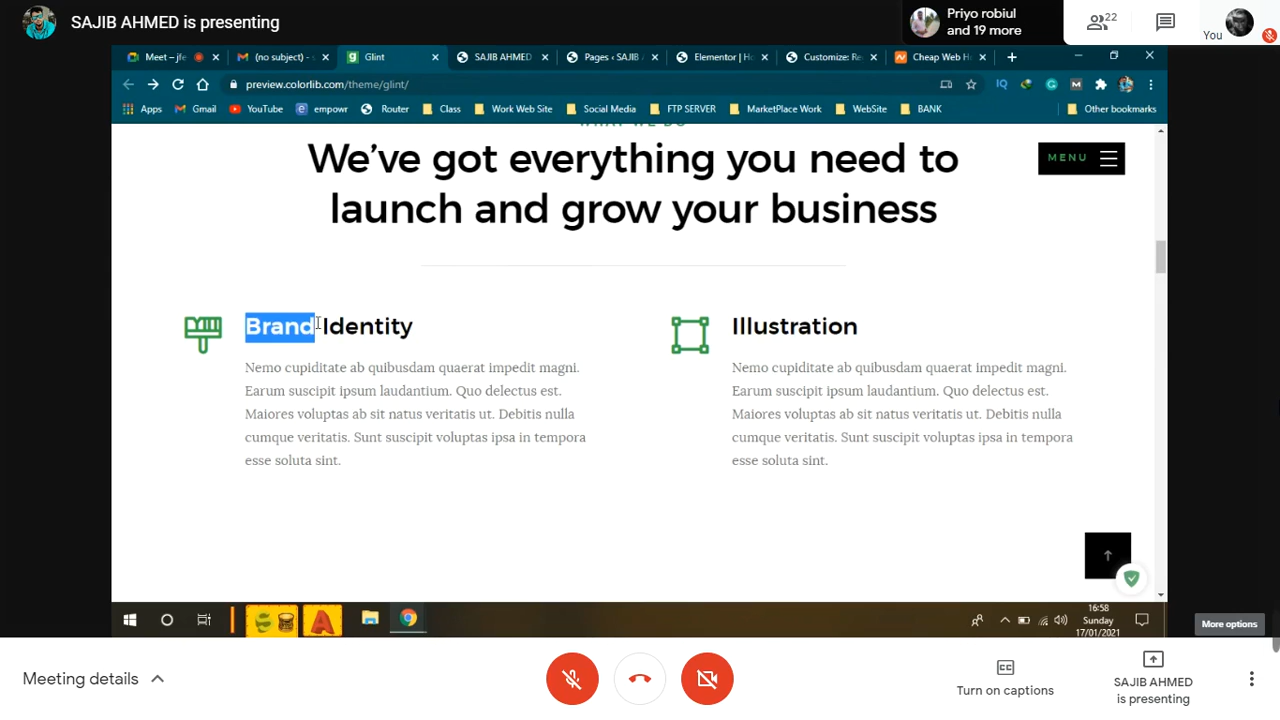 SAJIB AHMED is presenting
Priyo robiul
and 19 more
22
You
Meet – jfe
(no subject) - s
Glint
SAJIB AHMED
Pages ‹ SAJIB A
Elementor | Ho
Customize: Re
Cheap Web H
preview.colorlib.com/theme/glint/
Apps
Gmail
YouTube
empowr
Router
Class
Work Web Site
Social Media
FTP SERVER
MarketPlace Work
WebSite
BANK
Other bookmarks
WHAT WE DO
We've got everything you need to
launch and grow your business
MENU
Brand Identity
Nemo cupiditate ab quibusdam quaerat impedit magni.
Earum suscipit ipsum laudantium. Quo delectus est.
Maiores voluptas ab sit natus veritatis ut. Debitis nulla
cumque veritatis. Sunt suscipit voluptas ipsa in tempora
esse soluta sint.
Illustration
Nemo cupiditate ab quibusdam quaerat impedit magni.
Earum suscipit ipsum laudantium. Quo delectus est.
Maiores voluptas ab sit natus veritatis ut. Debitis nulla
cumque veritatis. Sunt suscipit voluptas ipsa in tempora
esse soluta sint.
16:58
Sunday
17/01/2021
More options
Meeting details
Turn on captions
SAJIB AHMED
is presenting